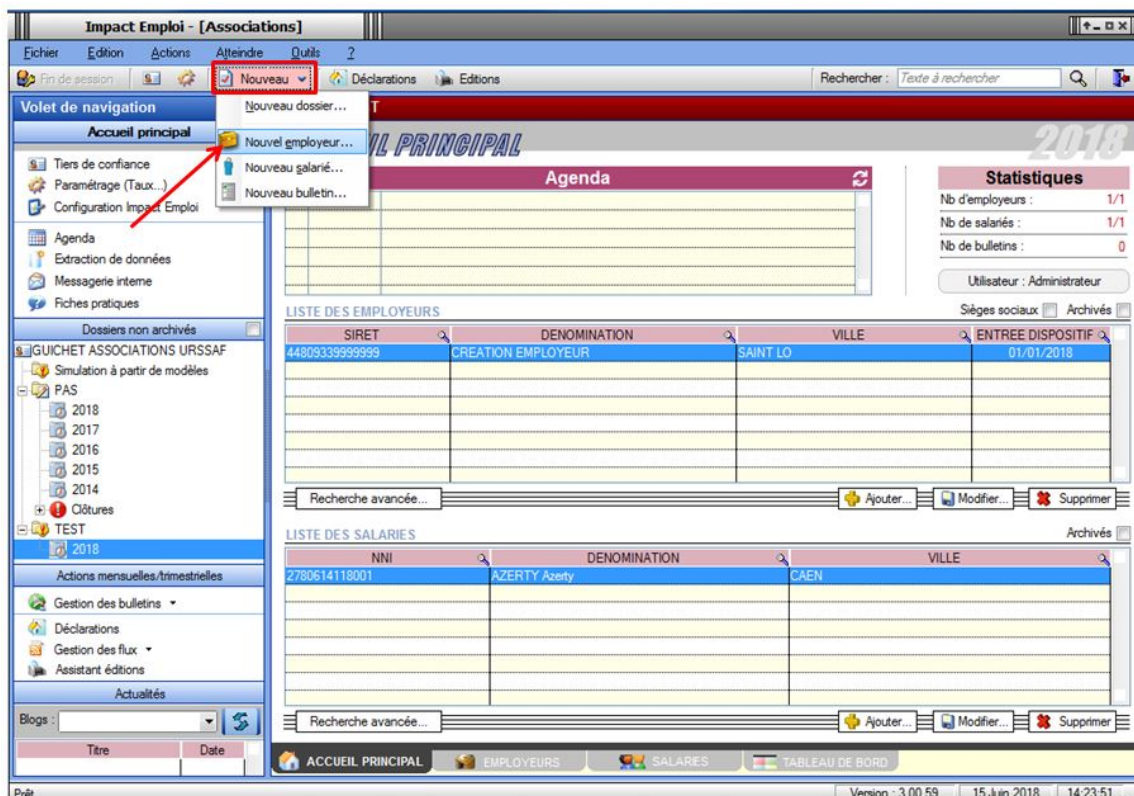 Impact Emploi - [Associations]
Fichier Edition Actions Atteindre Outils ?
Fin de session Nouveau Déclarations Editions Rechercher : Texte à rechercher
Volet de navigation T
Accueil principal
Nouveau dossier...
Nouvel employeur...
Nouveau salarié...
Nouveau bulletin...
IL PRINCIPAL 2018
Tiers de confiance
Paramétrage (Taux...)
Configuration Impact Emploi
Agenda
Extraction de données
Messagerie interne
Fiches pratiques
Agenda
Statistiques
Nb d'employeurs : 1/1
Nb de salariés : 1/1
Nb de bulletins : 0
Utilisateur : Administrateur
Dossiers non archivés
GUICHET ASSOCIATIONS URSSAF
Simulation à partir de modèles
PAS
2018
2017
2016
2015
2014
Clôtures
TEST
2018
LISTE DES EMPLOYEURS Sièges sociaux Archivés
SIRET DENOMINATION VILLE ENTREE DISPOSITIF
44809339999999 CREATION EMPLOYEUR SAINT LO 01/01/2018
Recherche avancée... Ajouter... Modifier... Supprimer
LISTE DES SALARIES Archivés
NNI DENOMINATION VILLE
2780614118001 AZERTY Azerty CAEN
Recherche avancée... Ajouter... Modifier... Supprimer
Actions mensuelles/trimestrielles
Gestion des bulletins
Déclarations
Gestion des flux
Assistant éditions
Actualités
Blogs :
Titre Date
ACCUEIL PRINCIPAL EMPLOYEURS SALARIES TABLEAU DE BORD
Prêt Version : 3.00.59 15 Juin 2018 14:23:51